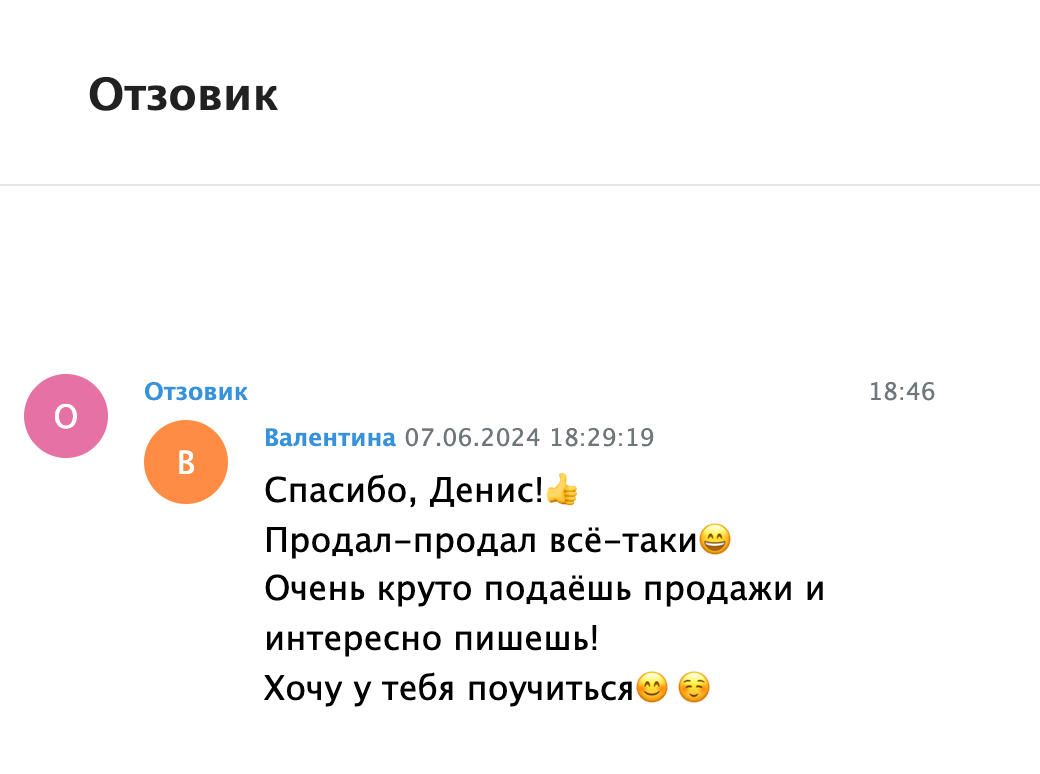 Отзовик
О
Отзовик 18:46
В
Валентина 07.06.2024 18:29:19
Спасибо, Денис!👍
Продал-продал всё-таки😄
Очень круто подаёшь продажи и
интересно пишешь!
Хочу у тебя поучиться😊 ☺️